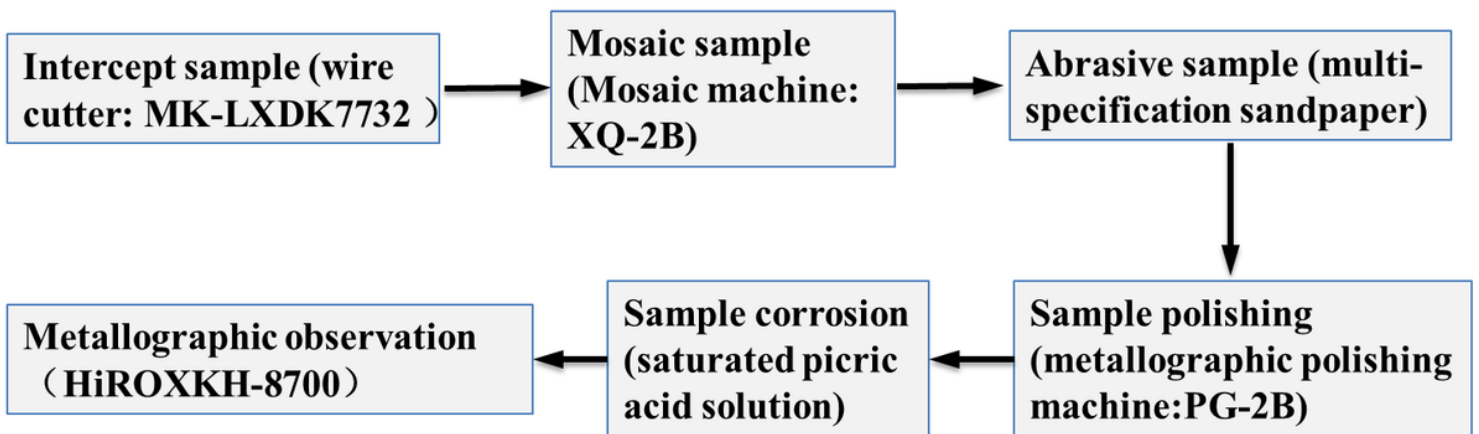 Intercept sample (wire
cutter: MK-LXDK7732 ）
Mosaic sample
(Mosaic machine:
XQ-2B)
Abrasive sample (multi-
specification sandpaper)
Sample polishing
(metallographic polishing
machine:PG-2B)
Sample corrosion
(saturated picric
acid solution)
Metallographic observation
（HiROXKH-8700）